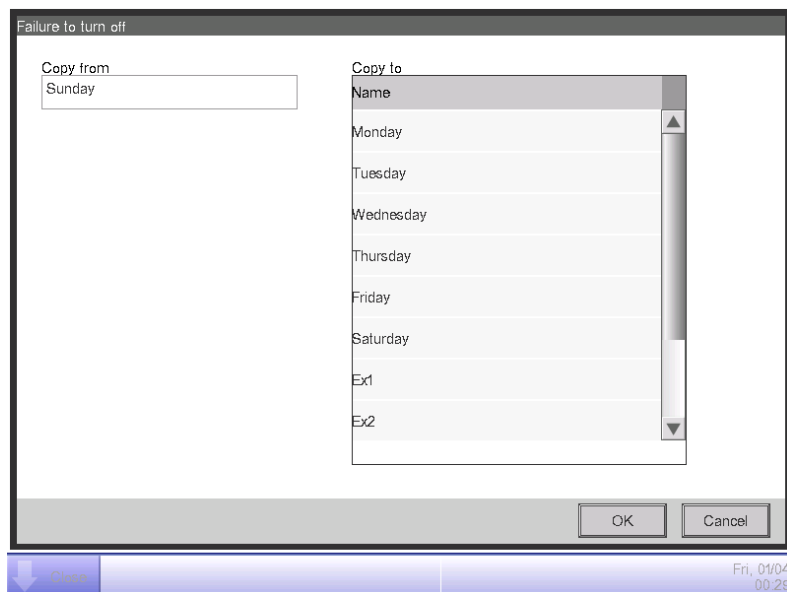 Failure to turn off
Copy from
Sunday
Copy to
Name
Monday
Tuesday
Wednesday
Thursday
Friday
Saturday
Ex1
Ex2
OK
Cancel
Fri, 01/04